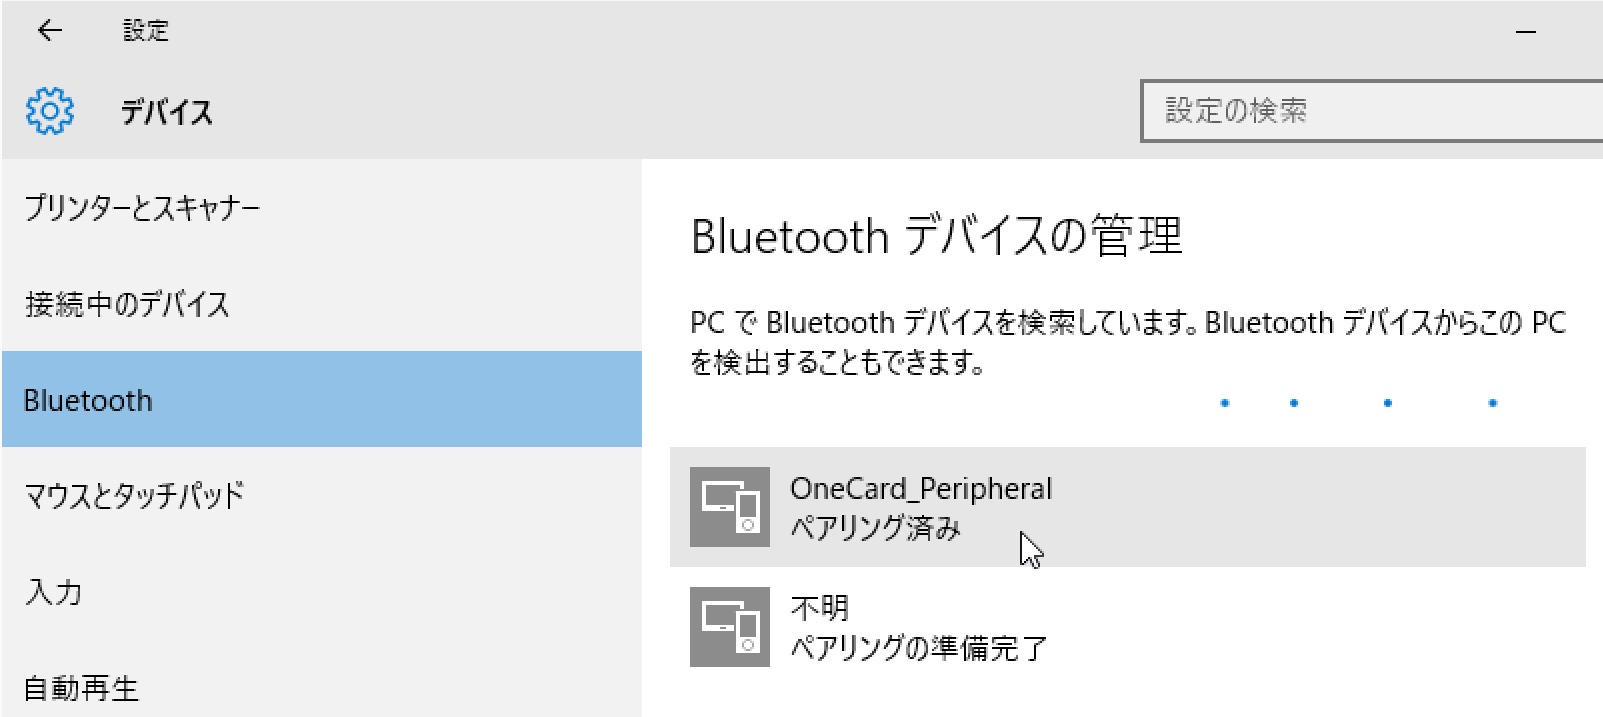 設定
デバイス
設定の検索
プリンターとスキャナー
接続中のデバイス
Bluetooth
マウスとタッチパッド
入力
自動再生
Bluetooth デバイスの管理
PC で Bluetooth デバイスを検索しています。Bluetooth デバイスからこの PC
を検出することもできます。
OneCard_Peripheral
ペアリング済み
不明
ペアリングの準備完了